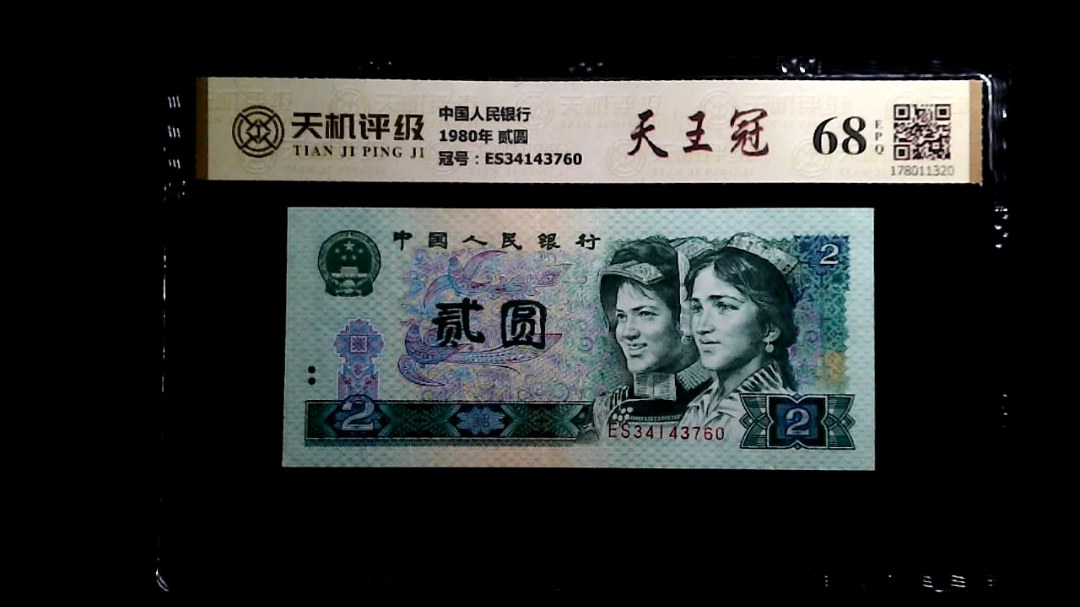 天机评级
TIAN JI PING JI
中国人民银行
1980年 贰圆
冠号：ES34143760
天王冠
68
EPQ
178011320
中国人民银行
2
贰圆
2
ES34143760
2